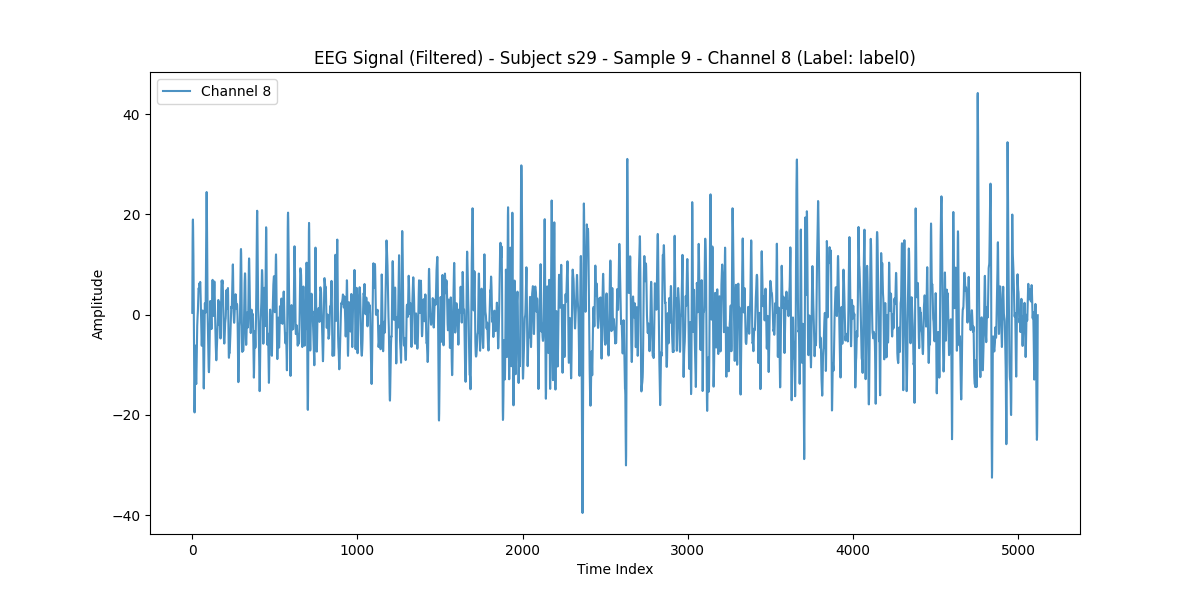 EEG Signal (Filtered) - Subject s29 - Sample 9 - Channel 8 (Label: label0)
Channel 8
40
20
0
−20
−40
Amplitude
0 1000 2000 3000 4000 5000
Time Index